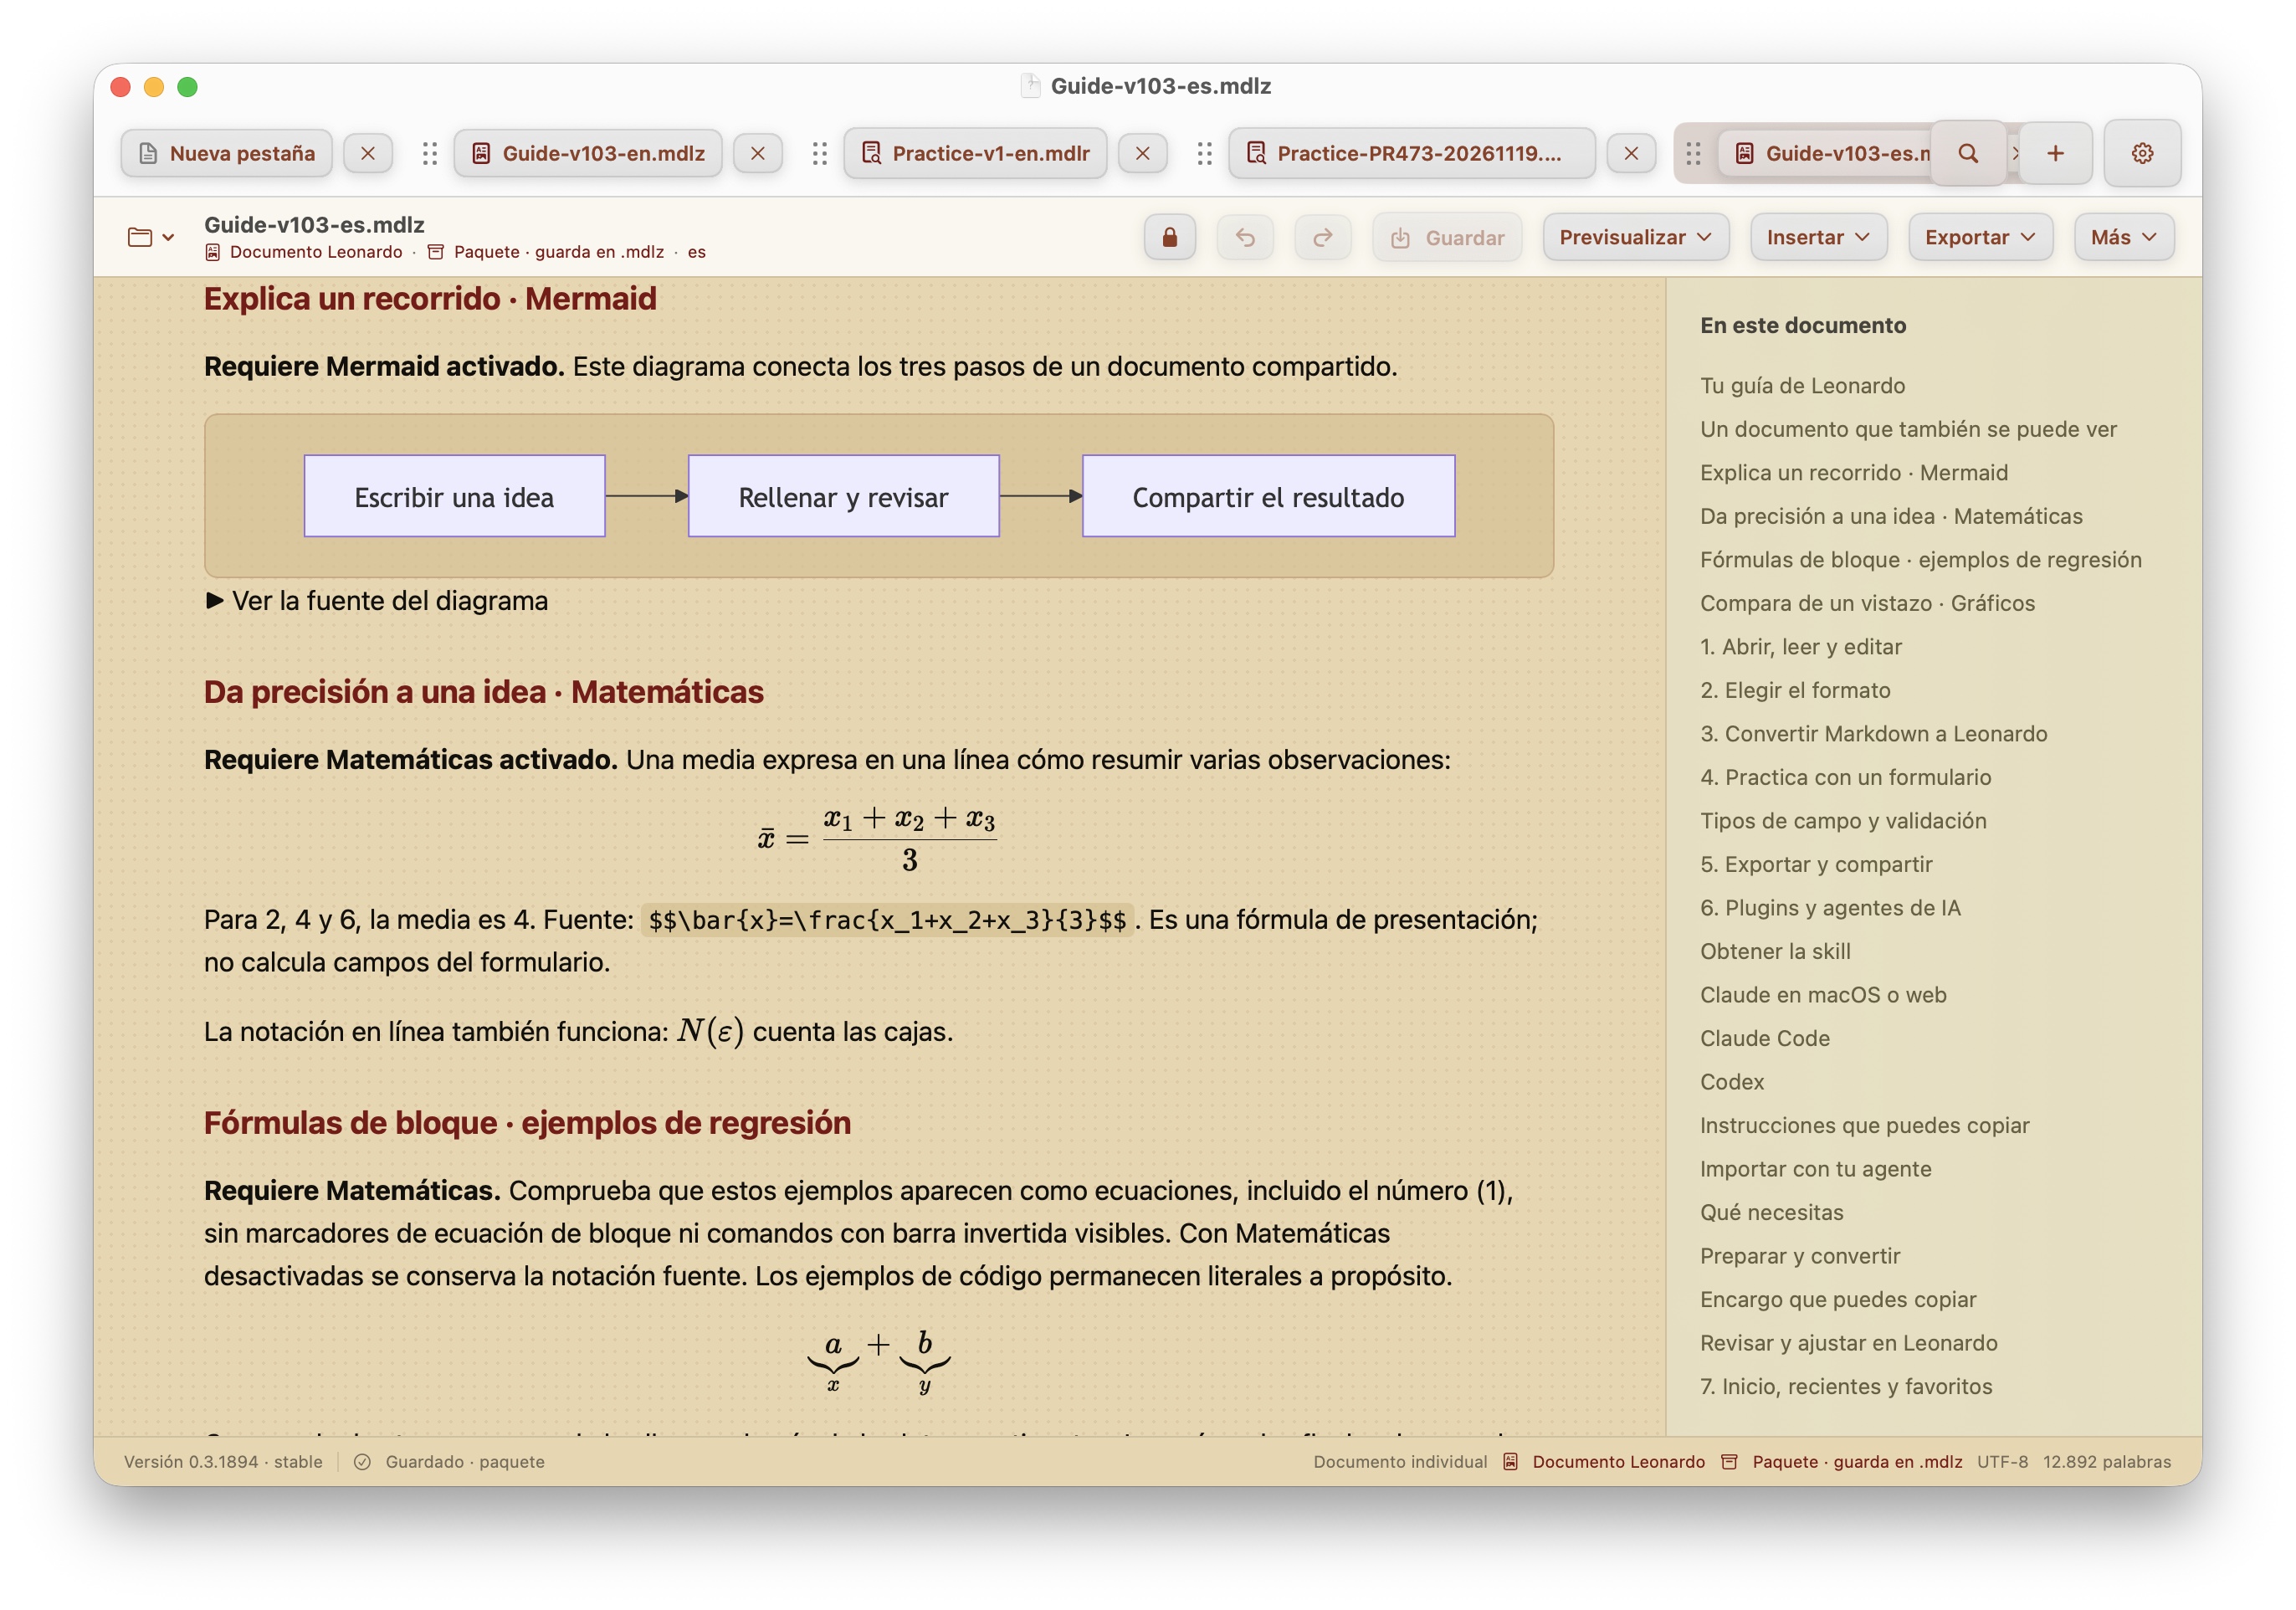 Guide-v103-es.mdlz
Nueva pestaña
Guide-v103-en.mdlz
Practice-v1-en.mdlr
Practice-PR473-20261119....
Guide-v103-es.m
Guide-v103-es.mdlz
Documento Leonardo · Paquete · guarda en .mdlz · es
Guardar
Previsualizar
Insertar
Exportar
Más
Explica un recorrido · Mermaid
Requiere Mermaid activado. Este diagrama conecta los tres pasos de un documento compartido.
Escribir una idea
Rellenar y revisar
Compartir el resultado
Ver la fuente del diagrama
Da precisión a una idea · Matemáticas
Requiere Matemáticas activado. Una media expresa en una línea cómo resumir varias observaciones:
x̄ = (x₁ + x₂ + x₃) / 3
Para 2, 4 y 6, la media es 4. Fuente: $$\bar{x}=\frac{x_1+x_2+x_3}{3}$$. Es una fórmula de presentación;
no calcula campos del formulario.
La notación en línea también funciona: N(ε) cuenta las cajas.
Fórmulas de bloque · ejemplos de regresión
Requiere Matemáticas. Comprueba que estos ejemplos aparecen como ecuaciones, incluido el número (1),
sin marcadores de ecuación de bloque ni comandos con barra invertida visibles. Con Matemáticas
desactivadas se conserva la notación fuente. Los ejemplos de código permanecen literales a propósito.
a + b
x y
En este documento
Tu guía de Leonardo
Un documento que también se puede ver
Explica un recorrido · Mermaid
Da precisión a una idea · Matemáticas
Fórmulas de bloque · ejemplos de regresión
Compara de un vistazo · Gráficos
1. Abrir, leer y editar
2. Elegir el formato
3. Convertir Markdown a Leonardo
4. Practica con un formulario
Tipos de campo y validación
5. Exportar y compartir
6. Plugins y agentes de IA
Obtener la skill
Claude en macOS o web
Claude Code
Codex
Instrucciones que puedes copiar
Importar con tu agente
Qué necesitas
Preparar y convertir
Encargo que puedes copiar
Revisar y ajustar en Leonardo
7. Inicio, recientes y favoritos
Versión 0.3.1894 · stable
Guardado · paquete
Documento individual
Documento Leonardo
Paquete · guarda en .mdlz
UTF-8
12.892 palabras